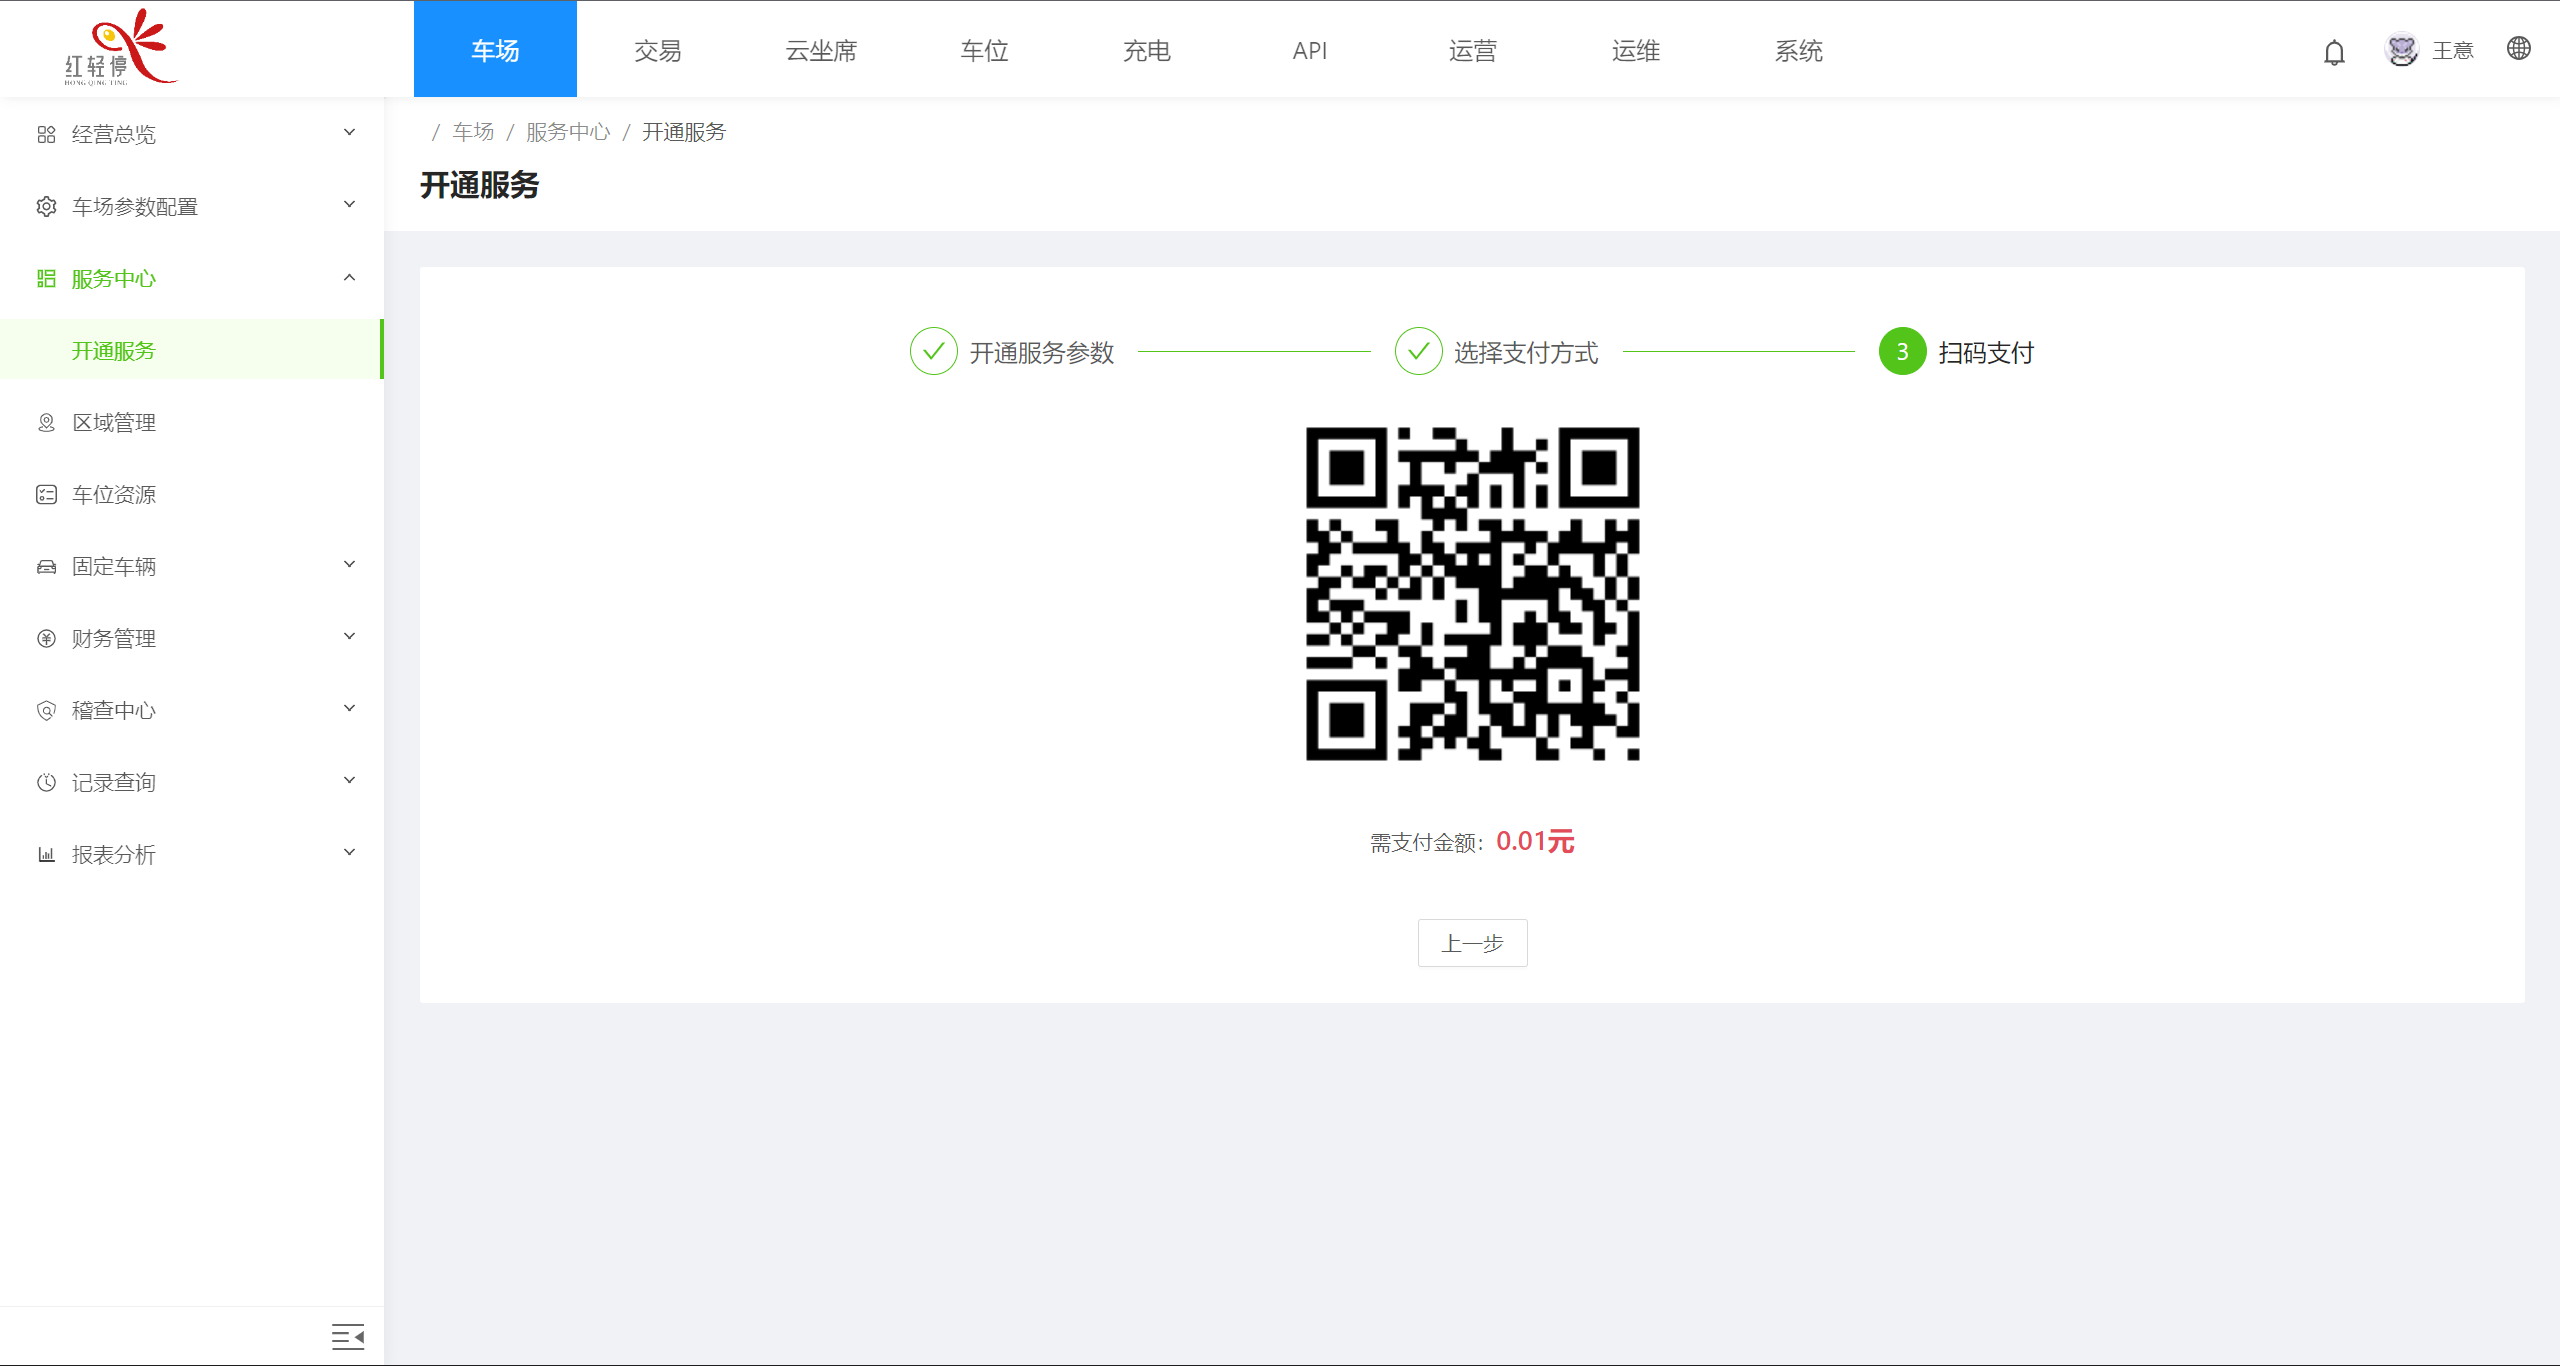 红轻停
HONG QING TING
车场
交易
云坐席
车位
充电
API
运营
运维
系统
王意
经营总览
车场参数配置
服务中心
开通服务
区域管理
车位资源
固定车辆
财务管理
稽查中心
记录查询
报表分析
/ 车场 / 服务中心 / 开通服务
开通服务
开通服务参数
选择支付方式
3 扫码支付
需支付金额：0.01元
上一步